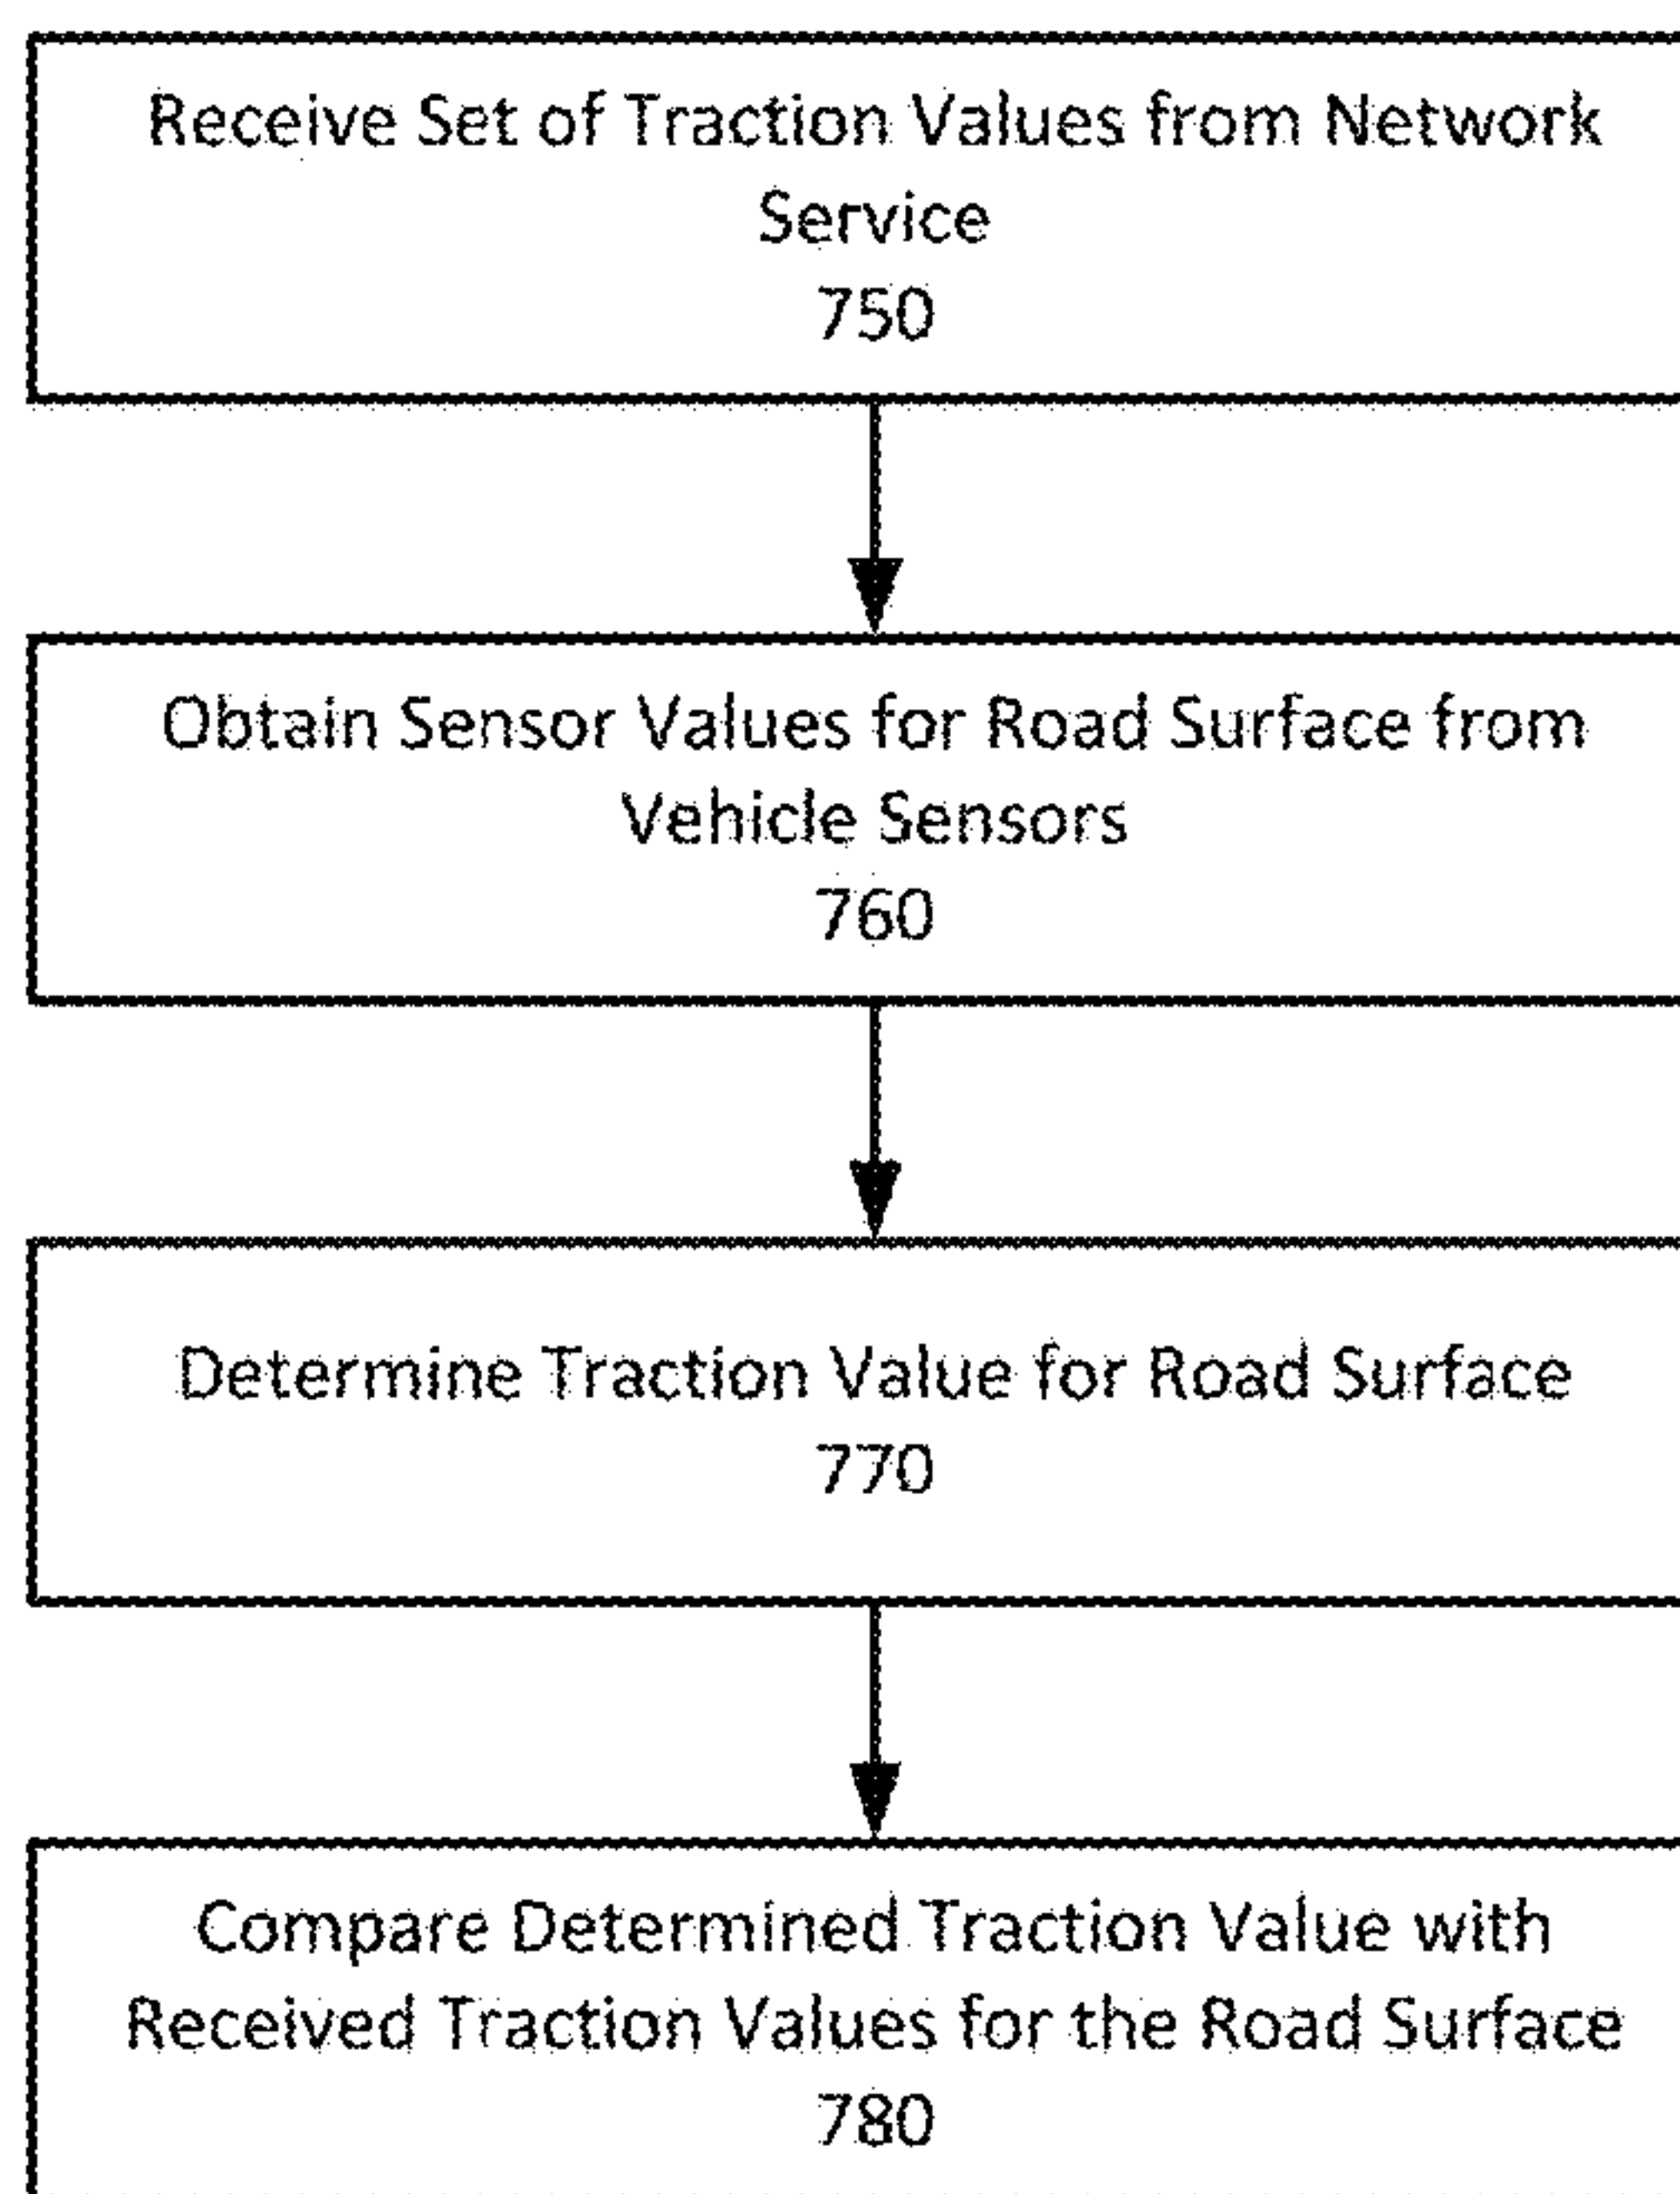 Receive Set of Traction Values from Network
Service
750
Obtain Sensor Values for Road Surface from
Vehicle Sensors
760
Determine Traction Value for Road Surface
770
Compare Determined Traction Value with
Received Traction Values for the Road Surface
780